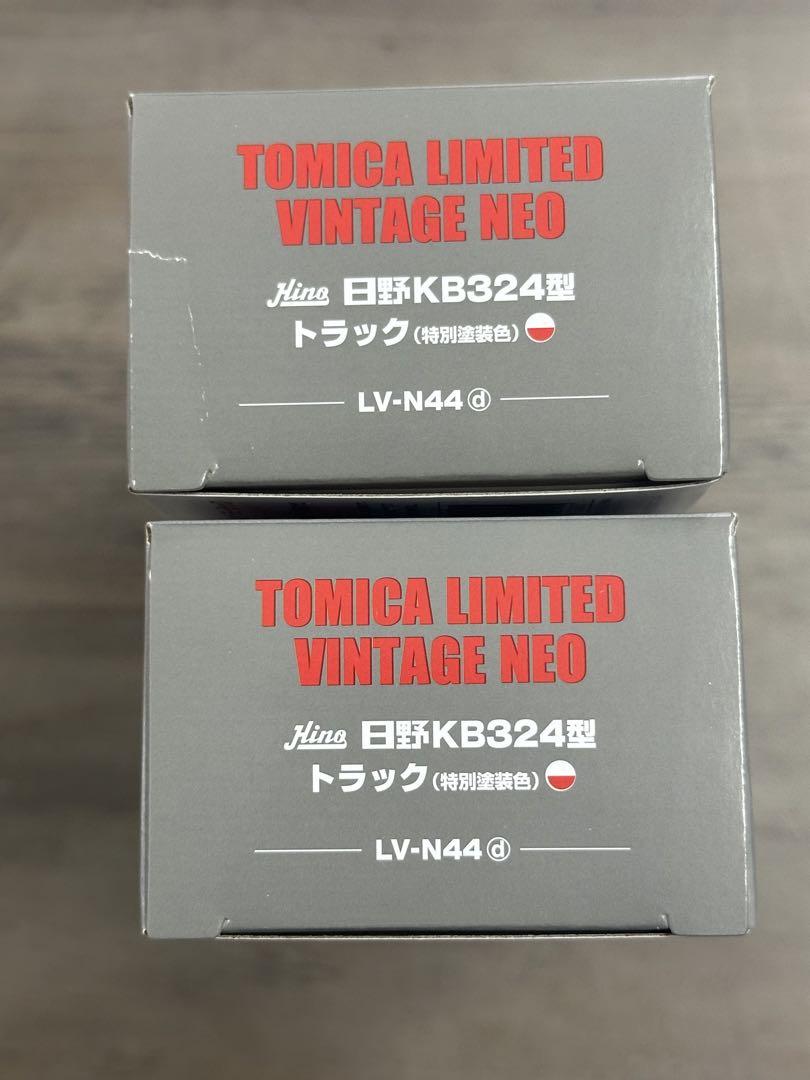 TOMICA LIMITED
VINTAGE NEO
Hino 日野KB324型
トラック(特別塗装色)
LV-N44 ⓓ
TOMICA LIMITED
VINTAGE NEO
Hino 日野KB324型
トラック(特別塗装色)
LV-N44 ⓓ